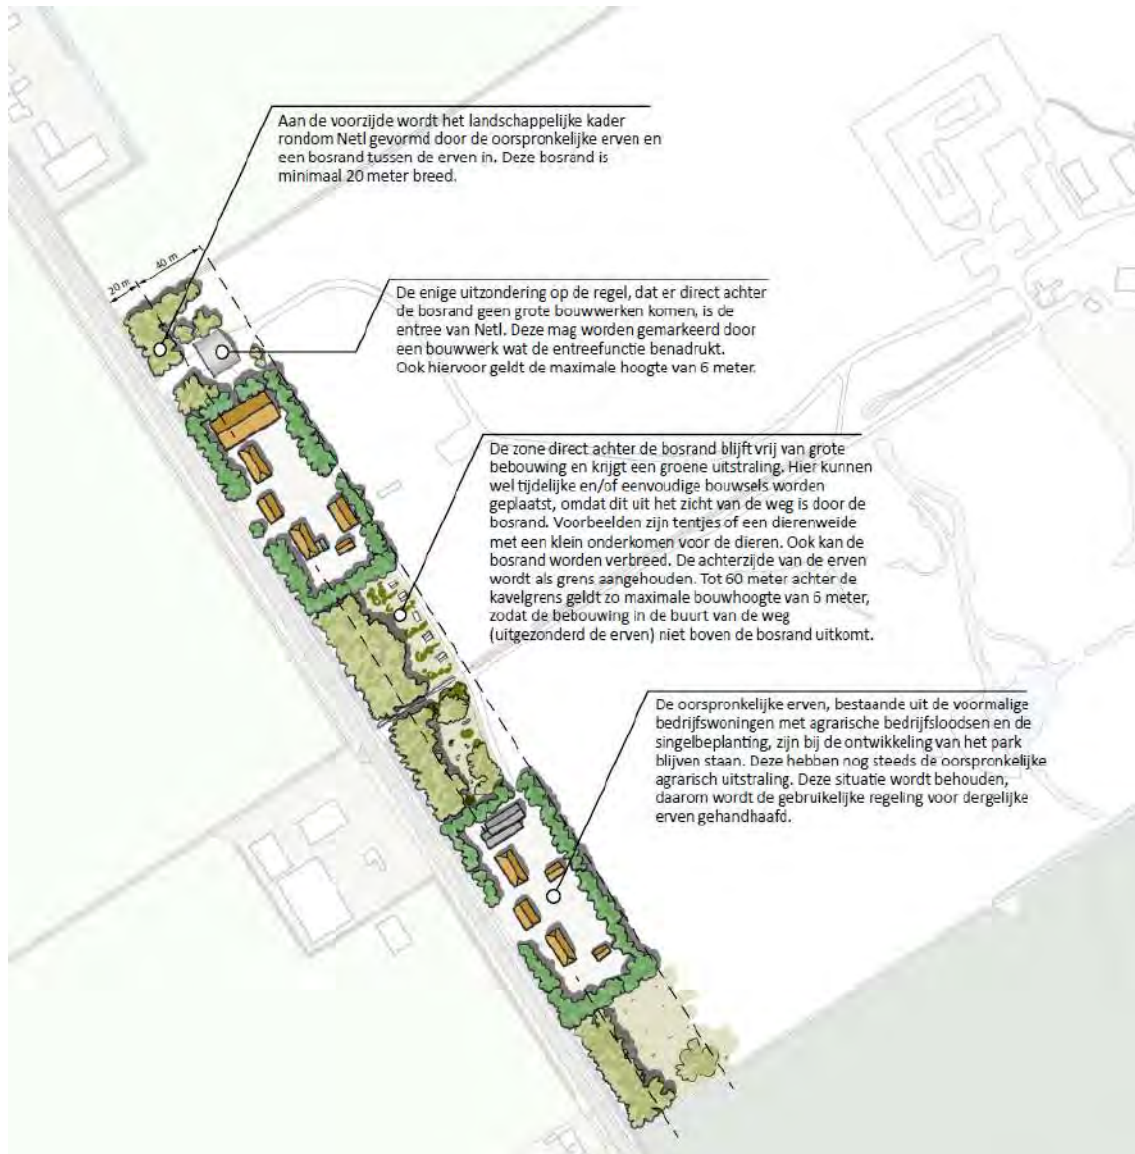 Aan de voorzijde wordt het landschappelijke kader
rondom Netl gevormd door de oorspronkelijke erven en
een bosrand tussen de erven in. Deze bosrand is
minimaal 20 meter breed.
20 m
40 m
De enige uitzondering op de regel, dat er direct achter
de bosrand geen grote bouwwerken komen, is de
entree van Netl. Deze mag worden gemarkeerd door
een bouwwerk wat de entreefunctie benadrukt.
Ook hiervoor geldt de maximale hoogte van 6 meter.
De zone direct achter de bosrand blijft vrij van grote
bebouwing en krijgt een groene uitstraling. Hier kunnen
wel tijdelijke en/of eenvoudige bouwsels worden
geplaatst, omdat dit uit het zicht van de weg is door de
bosrand. Voorbeelden zijn tentjes of een dierenweide
met een klein onderkomen voor de dieren. Ook kan de
bosrand worden verbreed. De achterzijde van de erven
wordt als grens aangehouden. Tot 60 meter achter de
kavelgrens geldt zo maximale bouwhoogte van 6 meter,
zodat de bebouwing in de buurt van de weg
(uitgezonderd de erven) niet boven de bosrand uitkomt.
De oorspronkelijke erven, bestaande uit de voormalige
bedrijfswoningen met agrarische bedrijfsloodsen en de
singelbeplanting, zijn bij de ontwikkeling van het park
blijven staan. Deze hebben nog steeds de oorspronkelijke
agrarisch uitstraling. Deze situatie wordt behouden,
daarom wordt de gebruikelijke regeling voor dergelijke
erven gehandhaafd.